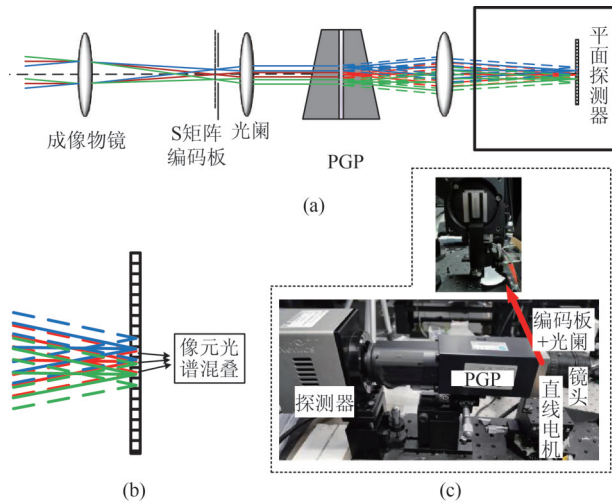 成像物镜
S矩阵
编码板
光阑
PGP
平面探测器
(a)
像元光
谱混叠
(b)
编码板
+光阑
PGP
探测器
直线电机
镜头
(c)